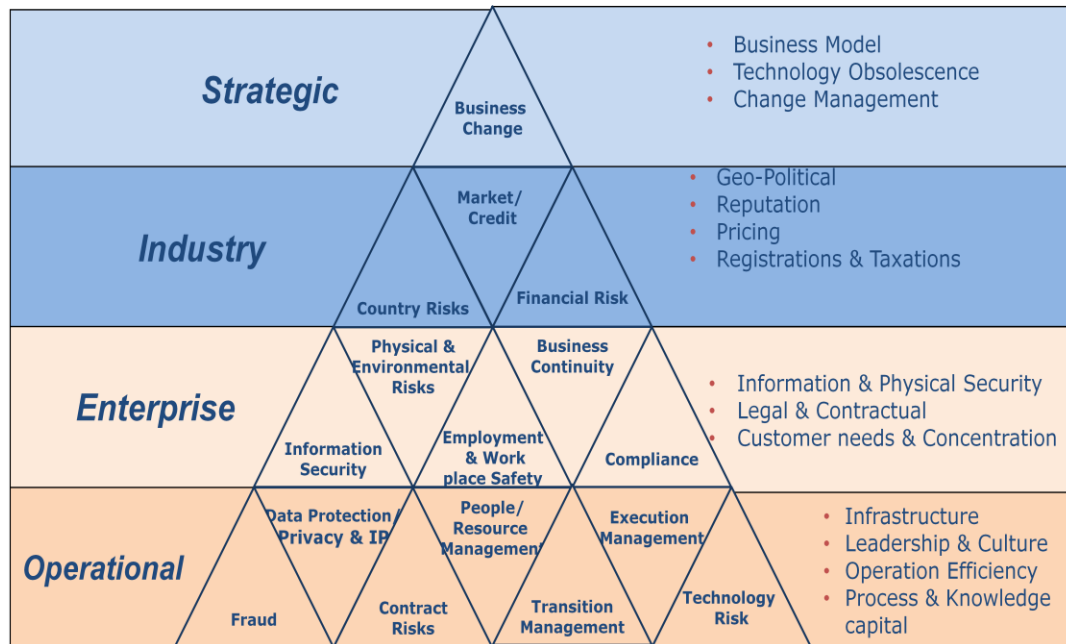 Strategic
Business
Change
• Business Model
• Technology Obsolescence
• Change Management
Industry
Market/
Credit
Country Risks
Financial Risk
• Geo-Political
• Reputation
• Pricing
• Registrations & Taxations
Enterprise
Physical &
Environmental
Risks
Business
Continuity
Information
Security
Employment
& Work
place Safety
Compliance
• Information & Physical Security
• Legal & Contractual
• Customer needs & Concentration
Operational
Data Protection/
Privacy & IP
People/
Resource
Management
Execution
Management
Fraud
Contract
Risks
Transition
Management
Technology
Risk
• Infrastructure
• Leadership & Culture
• Operation Efficiency
• Process & Knowledge
capital